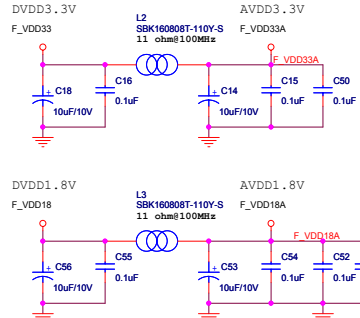 DVDD3.3V
AVDD3.3V
F_VDD33
L2
SBK160808T-110Y-S
11 ohm@100MHz
F_VDD33A
F_VDD33A
C18
10uF/10V
C16
0.1uF
C14
10uF/10V
C15
0.1uF
C50
0.1uF
DVDD1.8V
AVDD1.8V
F_VDD18
L3
SBK160808T-110Y-S
11 ohm@100MHz
F_VDD18A
F_VDD18A
C56
10uF/10V
C55
0.1uF
C53
10uF/10V
C54
0.1uF
C52
0.1uF